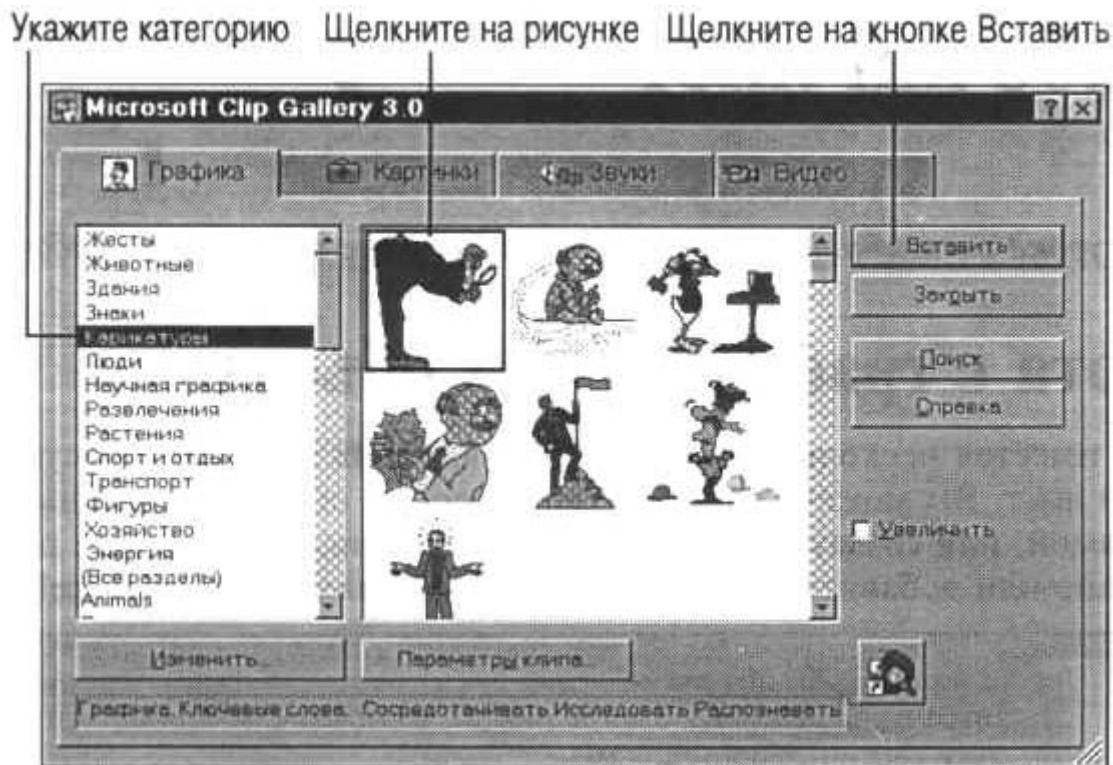 Укажите категорию Щелкните на рисунке Щелкните на кнопке Вставить
Microsoft Clip Gallery 3.0
Графика Картинки Звуки Видео
Жесты
Животные
Здания
Знаки
Карикатуры
Люди
Научная графика
Развлечения
Растения
Спорт и отдых
Транспорт
Фигуры
Хозяйство
Энергия
(Все разделы)
Animals
Вставить
Закрыть
Поиск
Справка
Увеличить
Изменить... Параметры клипа...
Графика. Ключевые слова: Сосредотачивать Исследовать Распознавать